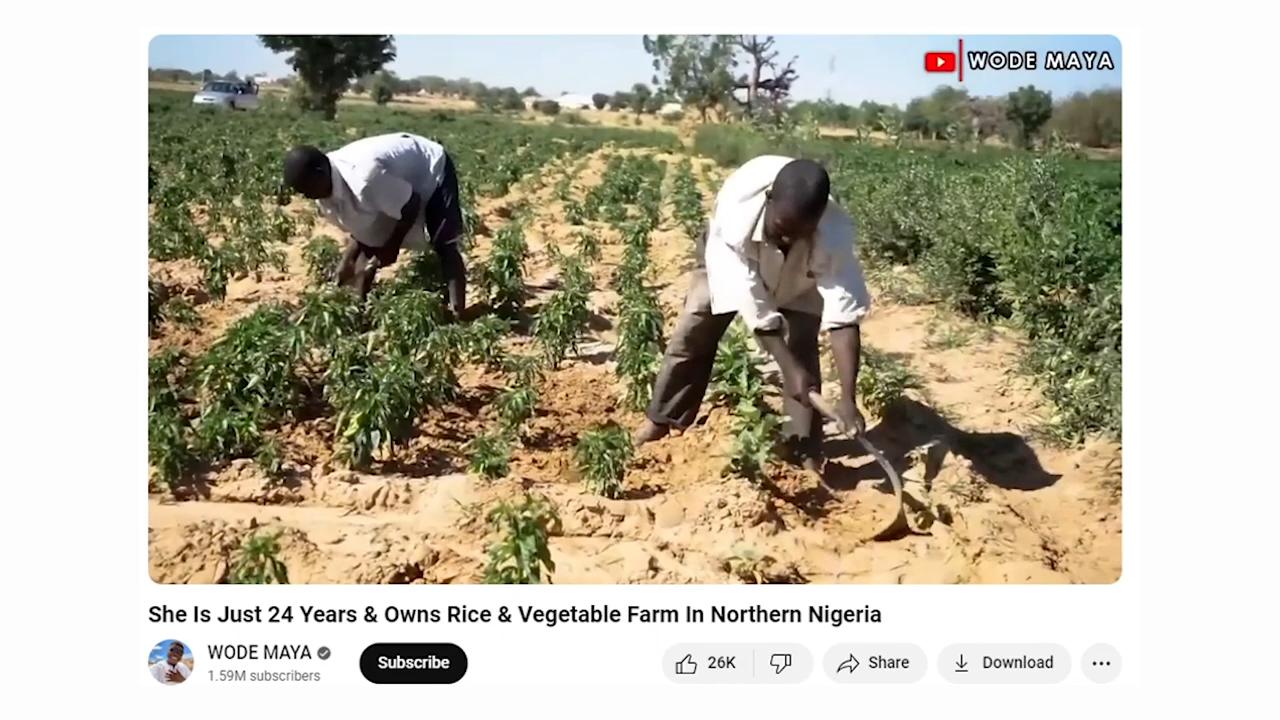 WODE MAYA
She Is Just 24 Years & Owns Rice & Vegetable Farm In Northern Nigeria
WODE MAYA
1.59M subscribers
Subscribe
26K
Share
Download